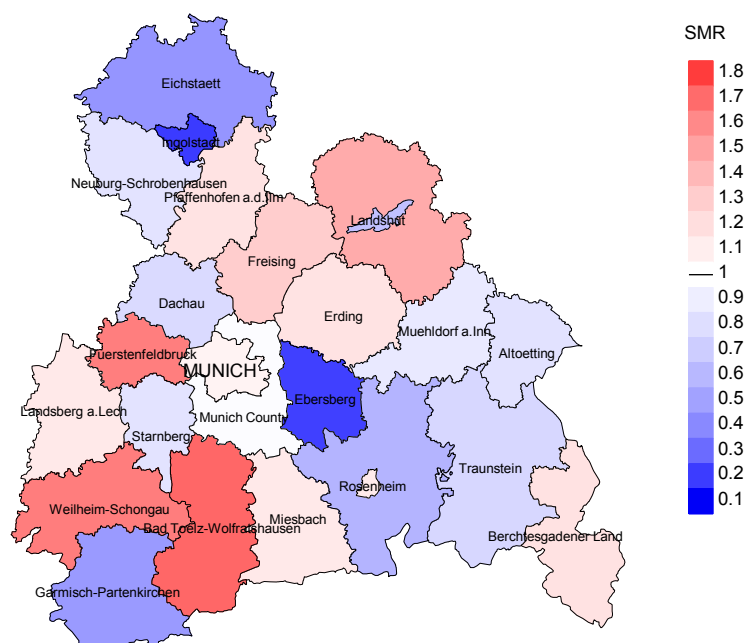 SMR
1.8
1.7
1.6
1.5
1.4
1.3
1.2
1.1
1
0.9
0.8
0.7
0.6
0.5
0.4
0.3
0.2
0.1
Eichstaett
Ingolstadt
Neuburg-Schrobenhausen
Pfaffenhofen a.d.Ilm
Landshut
Freising
Dachau
Erding
Muehldorf a.Inn
Altoetting
Fuerstenfeldbruck
MUNICH
Ebersberg
Landsberg a.Lech
Munich County
Starnberg
Traunstein
Rosenheim
Weilheim-Schongau
Miesbach
Bad Toelz-Wolfratshausen
Berchtesgadener Land
Garmisch-Partenkirchen